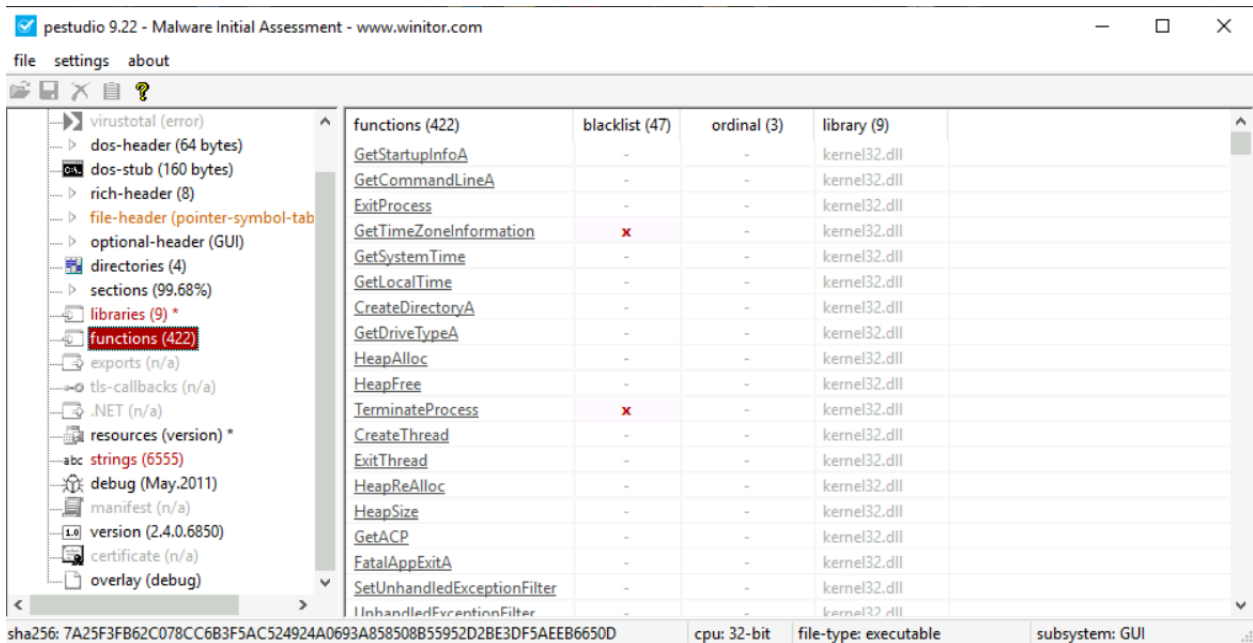 pestudio 9.22 - Malware Initial Assessment - www.winitor.com
file settings about
virustotal (error)
dos-header (64 bytes)
dos-stub (160 bytes)
rich-header (8)
file-header (pointer-symbol-tab
optional-header (GUI)
directories (4)
sections (99.68%)
libraries (9) *
functions (422)
exports (n/a)
tls-callbacks (n/a)
.NET (n/a)
resources (version) *
abc strings (6555)
debug (May.2011)
manifest (n/a)
1.0 version (2.4.0.6850)
certificate (n/a)
overlay (debug)
functions (422) blacklist (47) ordinal (3) library (9)
GetStartupInfoA - - kernel32.dll
GetCommandLineA - - kernel32.dll
ExitProcess - - kernel32.dll
GetTimeZoneInformation x - kernel32.dll
GetSystemTime - - kernel32.dll
GetLocalTime - - kernel32.dll
CreateDirectoryA - - kernel32.dll
GetDriveTypeA - - kernel32.dll
HeapAlloc - - kernel32.dll
HeapFree - - kernel32.dll
TerminateProcess x - kernel32.dll
CreateThread - - kernel32.dll
ExitThread - - kernel32.dll
HeapReAlloc - - kernel32.dll
HeapSize - - kernel32.dll
GetACP - - kernel32.dll
FatalAppExitA - - kernel32.dll
SetUnhandledExceptionFilter - - kernel32.dll
UnhandledExceptionFilter - - kernel32.dll
sha256: 7A25F3FB62C078CC6B3F5AC524924A0693A858508B55952D2BE3DF5AEEB6650D cpu: 32-bit file-type: executable subsystem: GUI